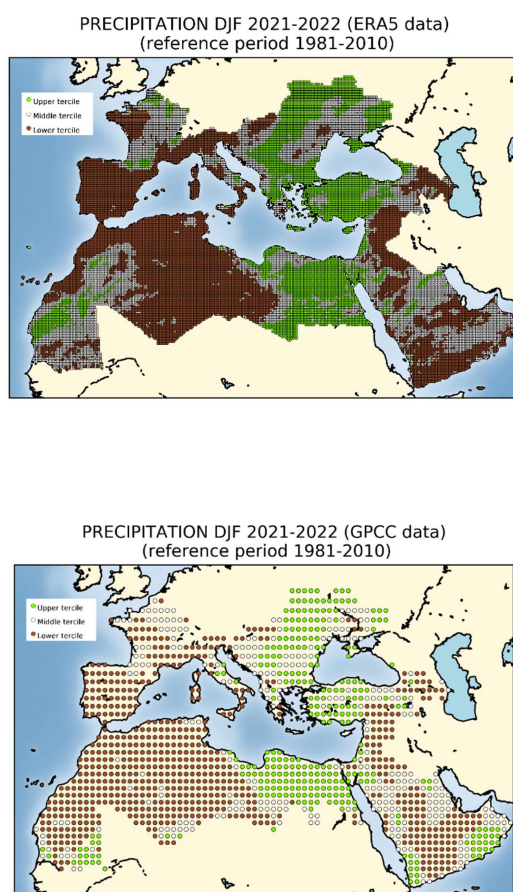 PRECIPITATION DJF 2021-2022 (ERA5 data)
(reference period 1981-2010)
Upper tercile
Middle tercile
Lower tercile
PRECIPITATION DJF 2021-2022 (GPCC data)
(reference period 1981-2010)
Upper tercile
Middle tercile
Lower tercile